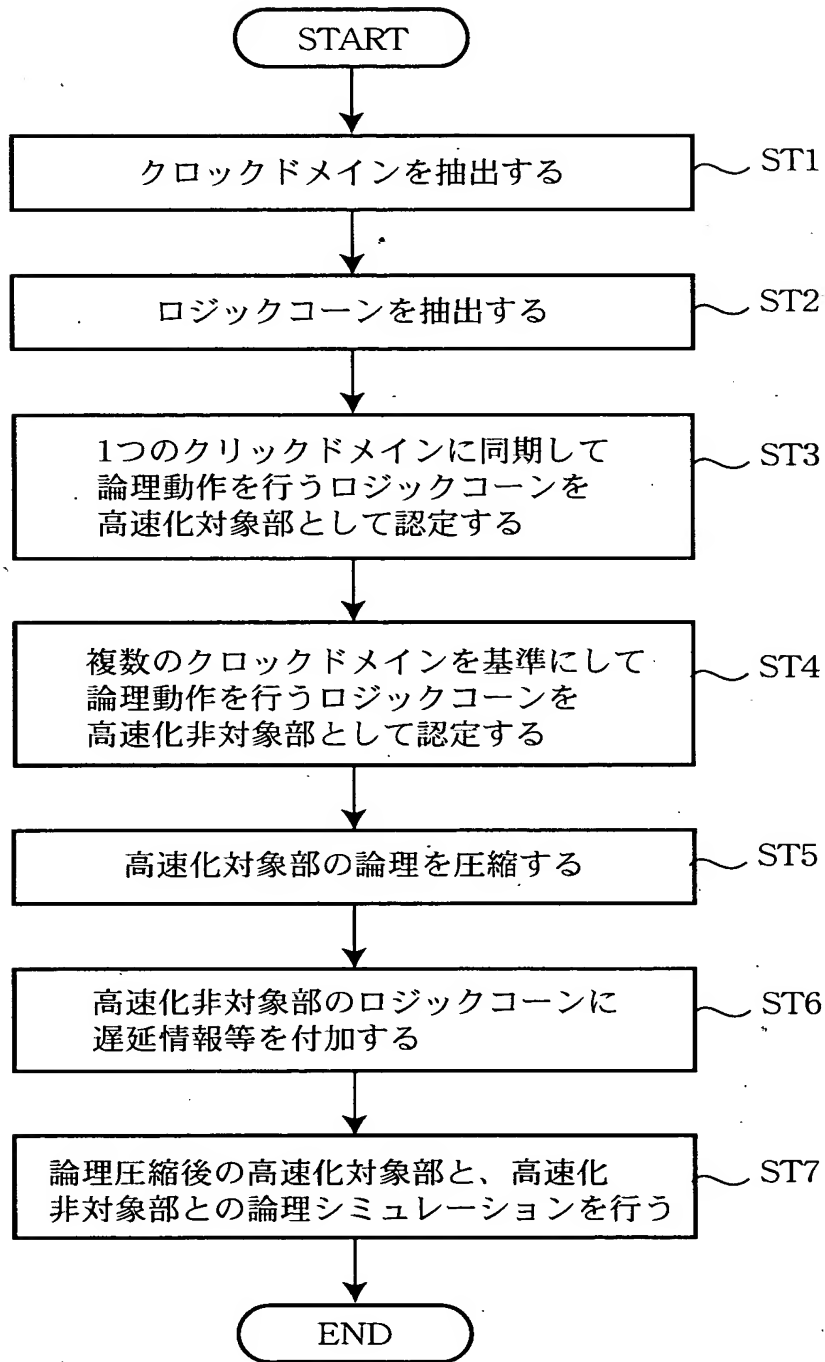 START
クロックドメインを抽出する
ST1
ロジックコーンを抽出する
ST2
1つのクリックドメインに同期して
論理動作を行うロジックコーンを
高速化対象部として認定する
ST3
複数のクロックドメインを基準にして
論理動作を行うロジックコーンを
高速化非対象部として認定する
ST4
高速化対象部の論理を圧縮する
ST5
高速化非対象部のロジックコーンに
遅延情報等を付加する
ST6
論理圧縮後の高速化対象部と、高速化
非対象部との論理シミュレーションを行う
ST7
END